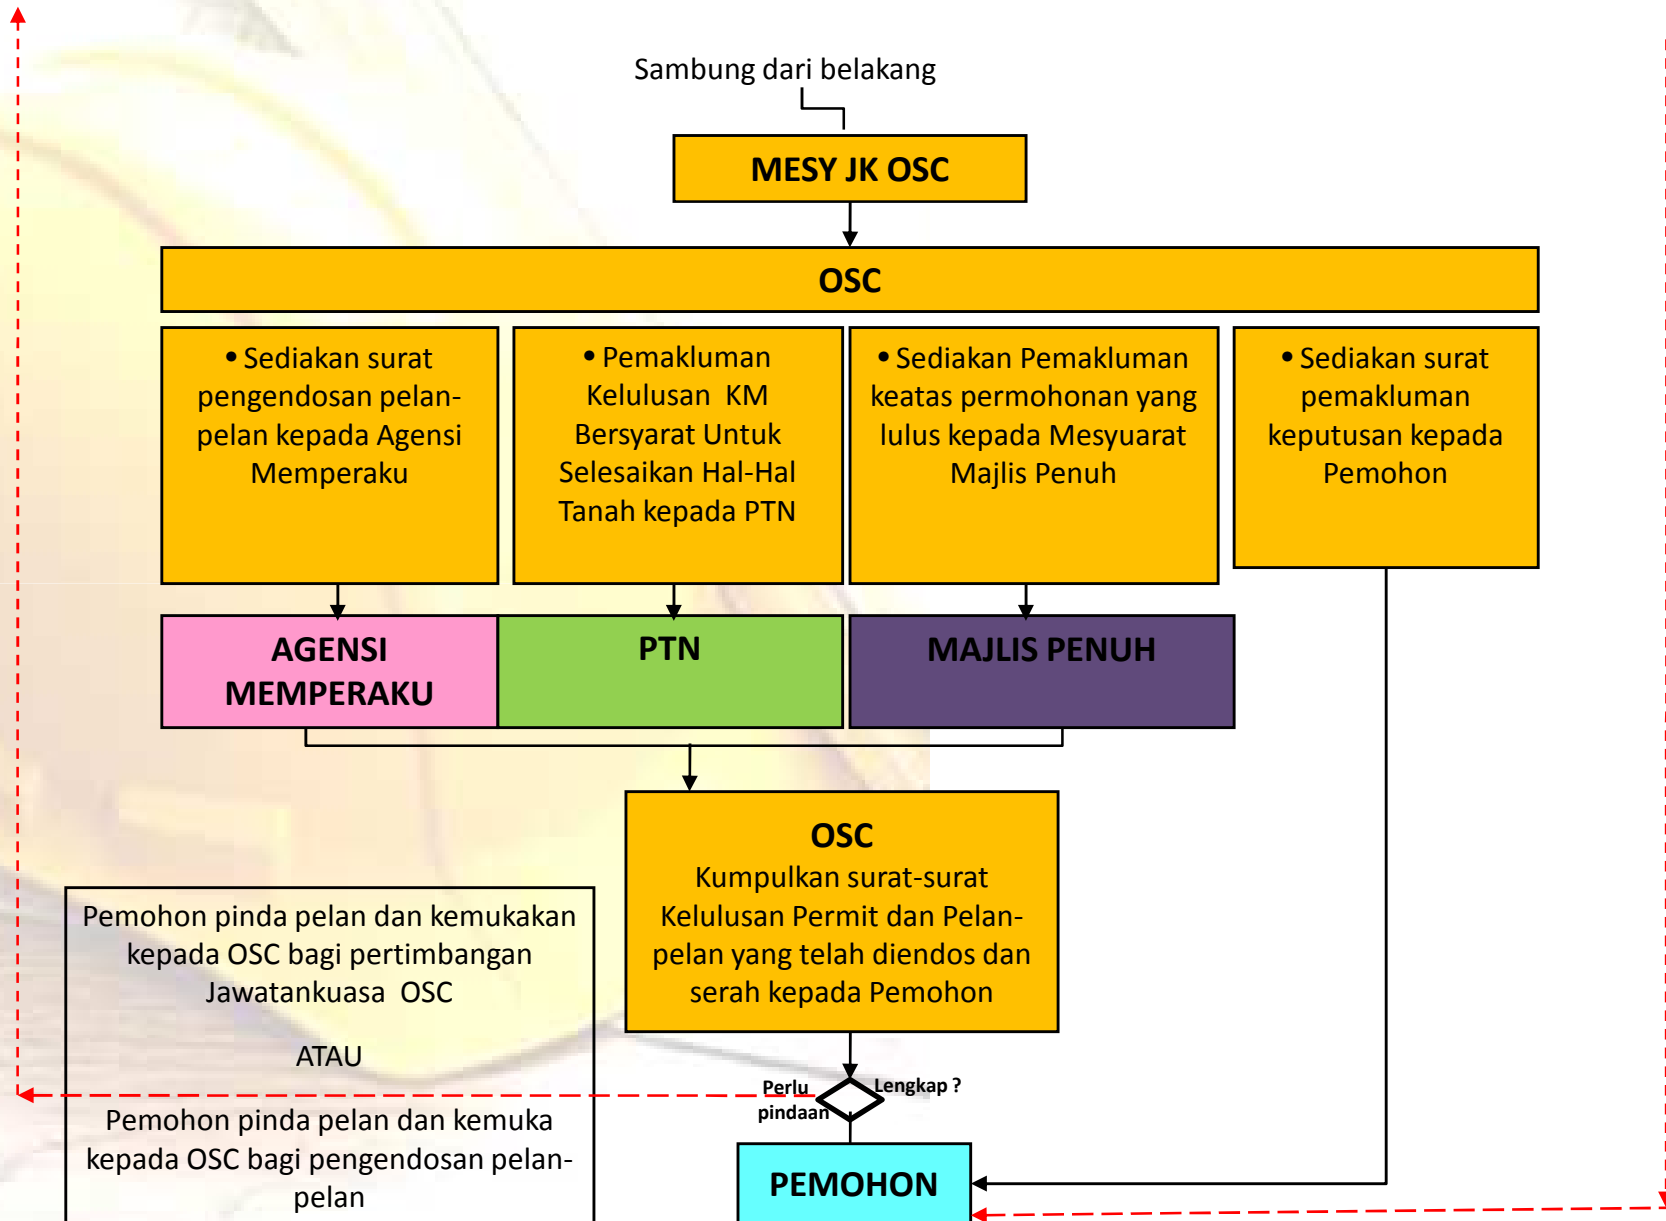 Sambung dari belakang
MESY JK OSC
OSC
• Sediakan surat
pengendosan pelan-
pelan kepada Agensi
Memperaku
• Pemakluman
Kelulusan KM
Bersyarat Untuk
Selesaikan Hal-Hal
Tanah kepada PTN
• Sediakan Pemakluman
keatas permohonan yang
lulus kepada Mesyuarat
Majlis Penuh
• Sediakan surat
pemakluman
keputusan kepada
Pemohon
AGENSI
MEMPERAKU
PTN
MAJLIS PENUH
OSC
Kumpulkan surat-surat
Kelulusan Permit dan Pelan-
pelan yang telah diendos dan
serah kepada Pemohon
Pemohon pinda pelan dan kemukakan
kepada OSC bagi pertimbangan
Jawatankuasa OSC
ATAU
Pemohon pinda pelan dan kemuka
kepada OSC bagi pengendosan pelan-
pelan
Perlu
pindaan
Lengkap ?
PEMOHON